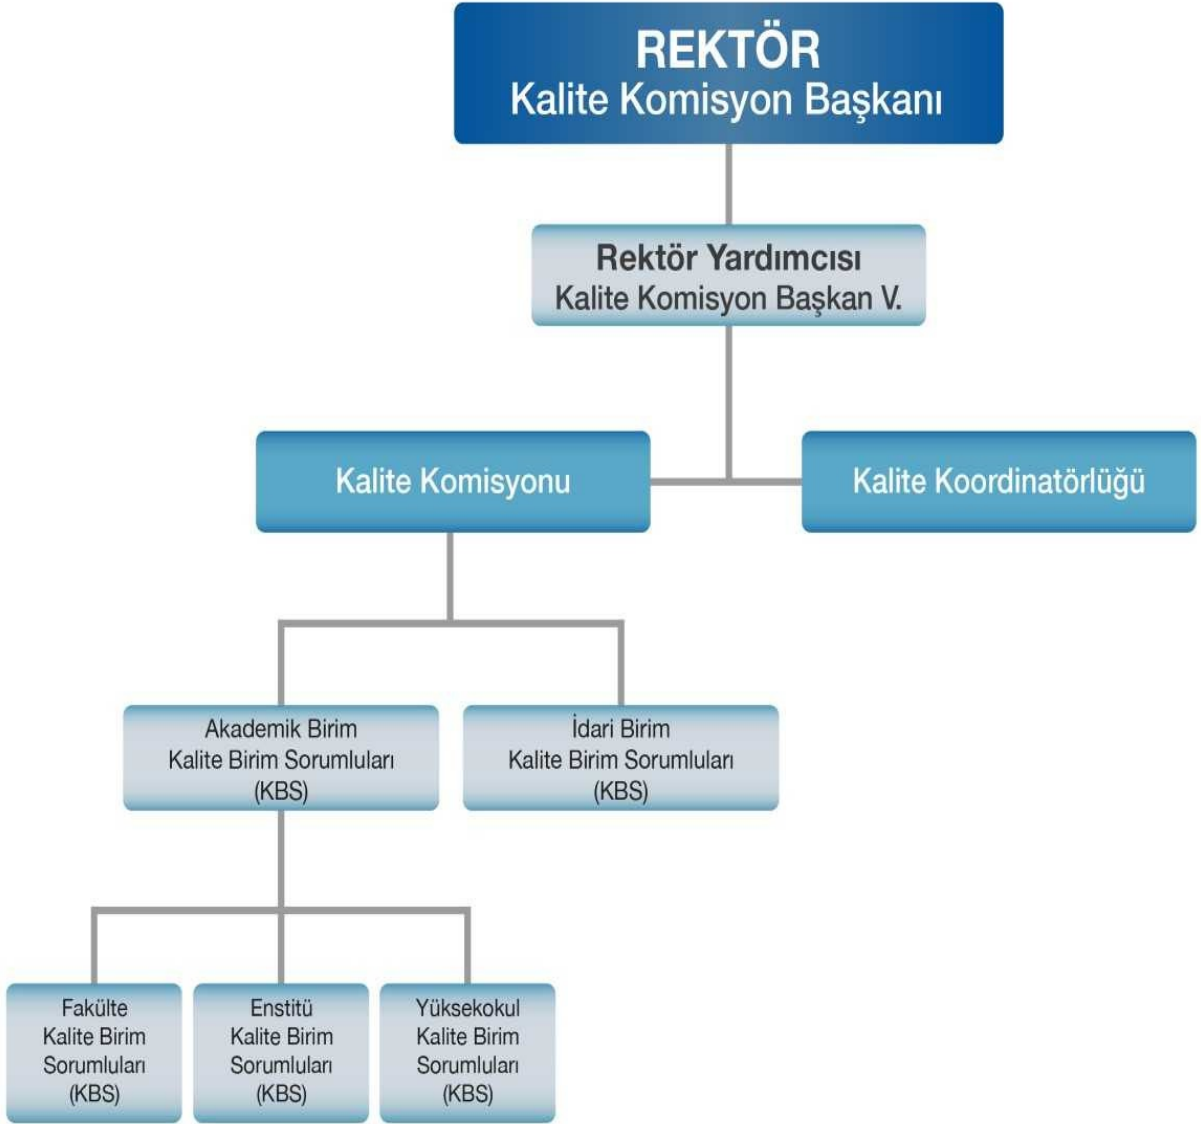 REKTÖR
Kalite Komisyon Başkanı
Rektör Yardımcısı
Kalite Komisyon Başkan V.
Kalite Komisyonu
Kalite Koordinatörlüğü
Akademik Birim
Kalite Birim Sorumluları
(KBS)
İdari Birim
Kalite Birim Sorumluları
(KBS)
Fakülte
Kalite Birim
Sorumluları
(KBS)
Enstitü
Kalite Birim
Sorumluları
(KBS)
Yüksekokul
Kalite Birim
Sorumluları
(KBS)